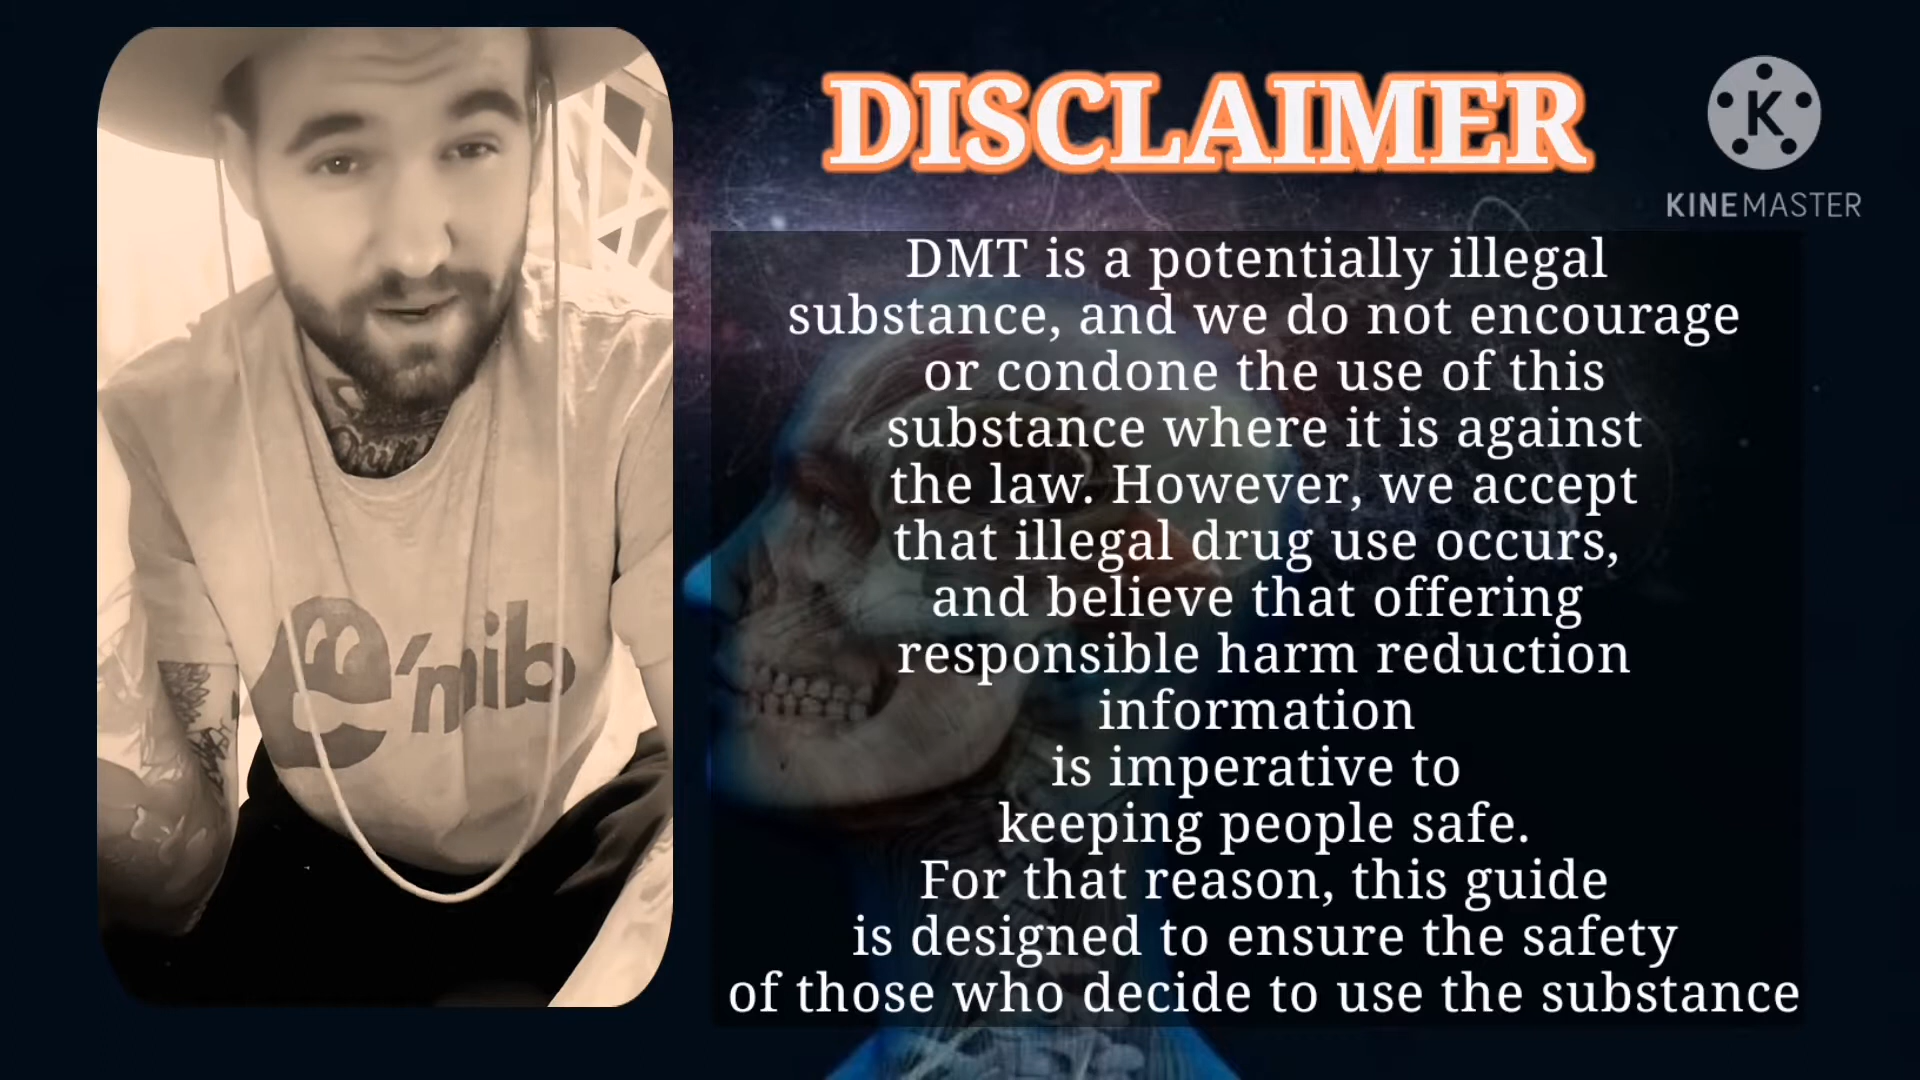 DISCLAIMER
K
KINEMASTER
DMT is a potentially illegal
substance, and we do not encourage
or condone the use of this
substance where it is against
the law. However, we accept
that illegal drug use occurs,
and believe that offering
responsible harm reduction
information
is imperative to
keeping people safe.
For that reason, this guide
is designed to ensure the safety
of those who decide to use the substance
e'mib